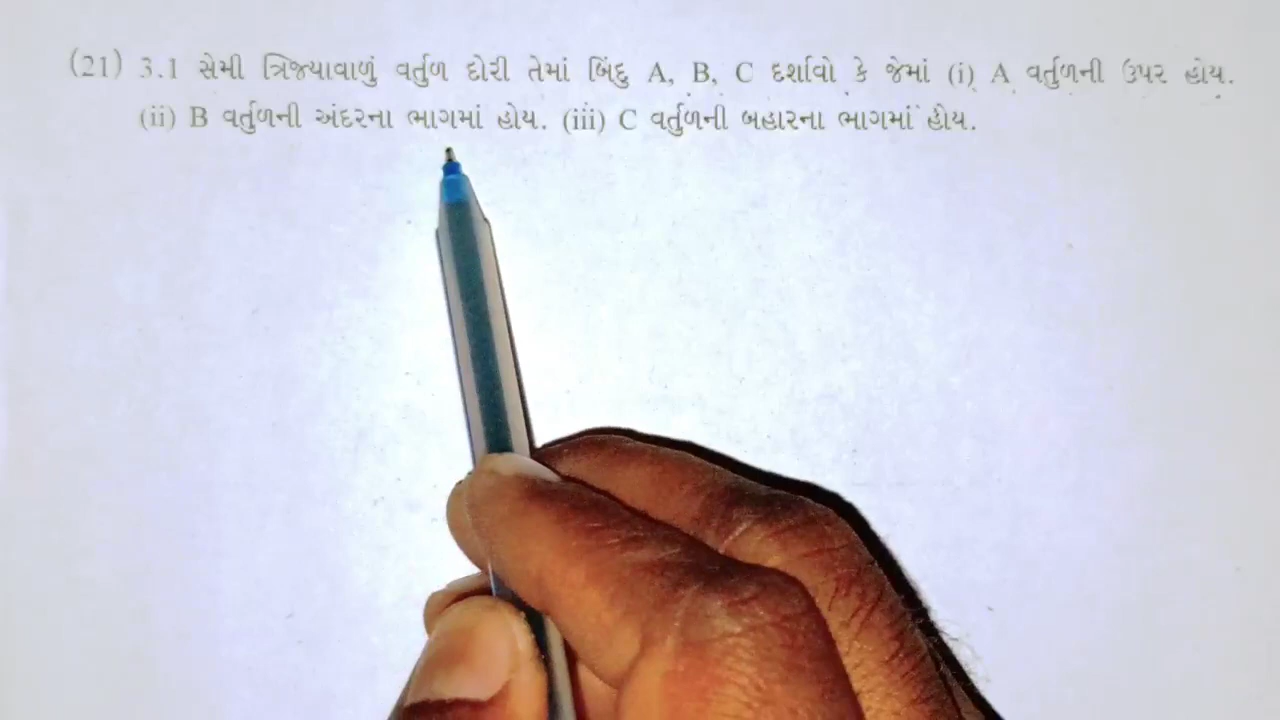 (21) 3.1 સેમી ત્રિજ્યાવાળું વર્તુળ દોરી તેમાં બિંદુ A, B, C દર્શાવો કે જેમાં (i) A વર્તુળની ઉપર હોય.
(ii) B વર્તુળની અંદરના ભાગમાં હોય. (iii) C વર્તુળની બહારના ભાગમાં હોય.